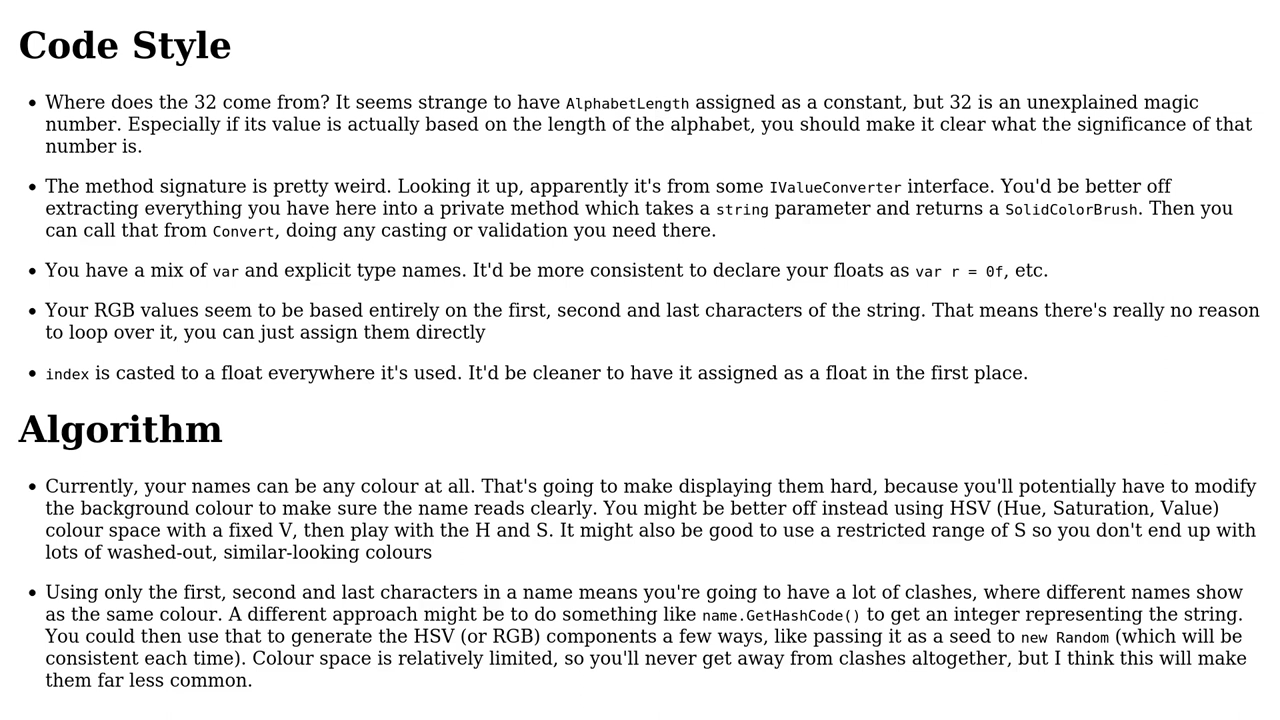 Code Style
Where does the 32 come from? It seems strange to have AlphabetLength assigned as a constant, but 32 is an unexplained magic
number. Especially if its value is actually based on the length of the alphabet, you should make it clear what the significance of that
number is.
The method signature is pretty weird. Looking it up, apparently it's from some IValueConverter interface. You'd be better off
extracting everything you have here into a private method which takes a string parameter and returns a SolidColorBrush. Then you
can call that from Convert, doing any casting or validation you need there.
You have a mix of var and explicit type names. It'd be more consistent to declare your floats as var r = 0f, etc.
Your RGB values seem to be based entirely on the first, second and last characters of the string. That means there's really no reason
to loop over it, you can just assign them directly
index is casted to a float everywhere it's used. It'd be cleaner to have it assigned as a float in the first place.
Algorithm
Currently, your names can be any colour at all. That's going to make displaying them hard, because you'll potentially have to modify
the background colour to make sure the name reads clearly. You might be better off instead using HSV (Hue, Saturation, Value)
colour space with a fixed V, then play with the H and S. It might also be good to use a restricted range of S so you don't end up with
lots of washed-out, similar-looking colours
Using only the first, second and last characters in a name means you're going to have a lot of clashes, where different names show
as the same colour. A different approach might be to do something like name.GetHashCode() to get an integer representing the string.
You could then use that to generate the HSV (or RGB) components a few ways, like passing it as a seed to new Random (which will be
consistent each time). Colour space is relatively limited, so you'll never get away from clashes altogether, but I think this will make
them far less common.